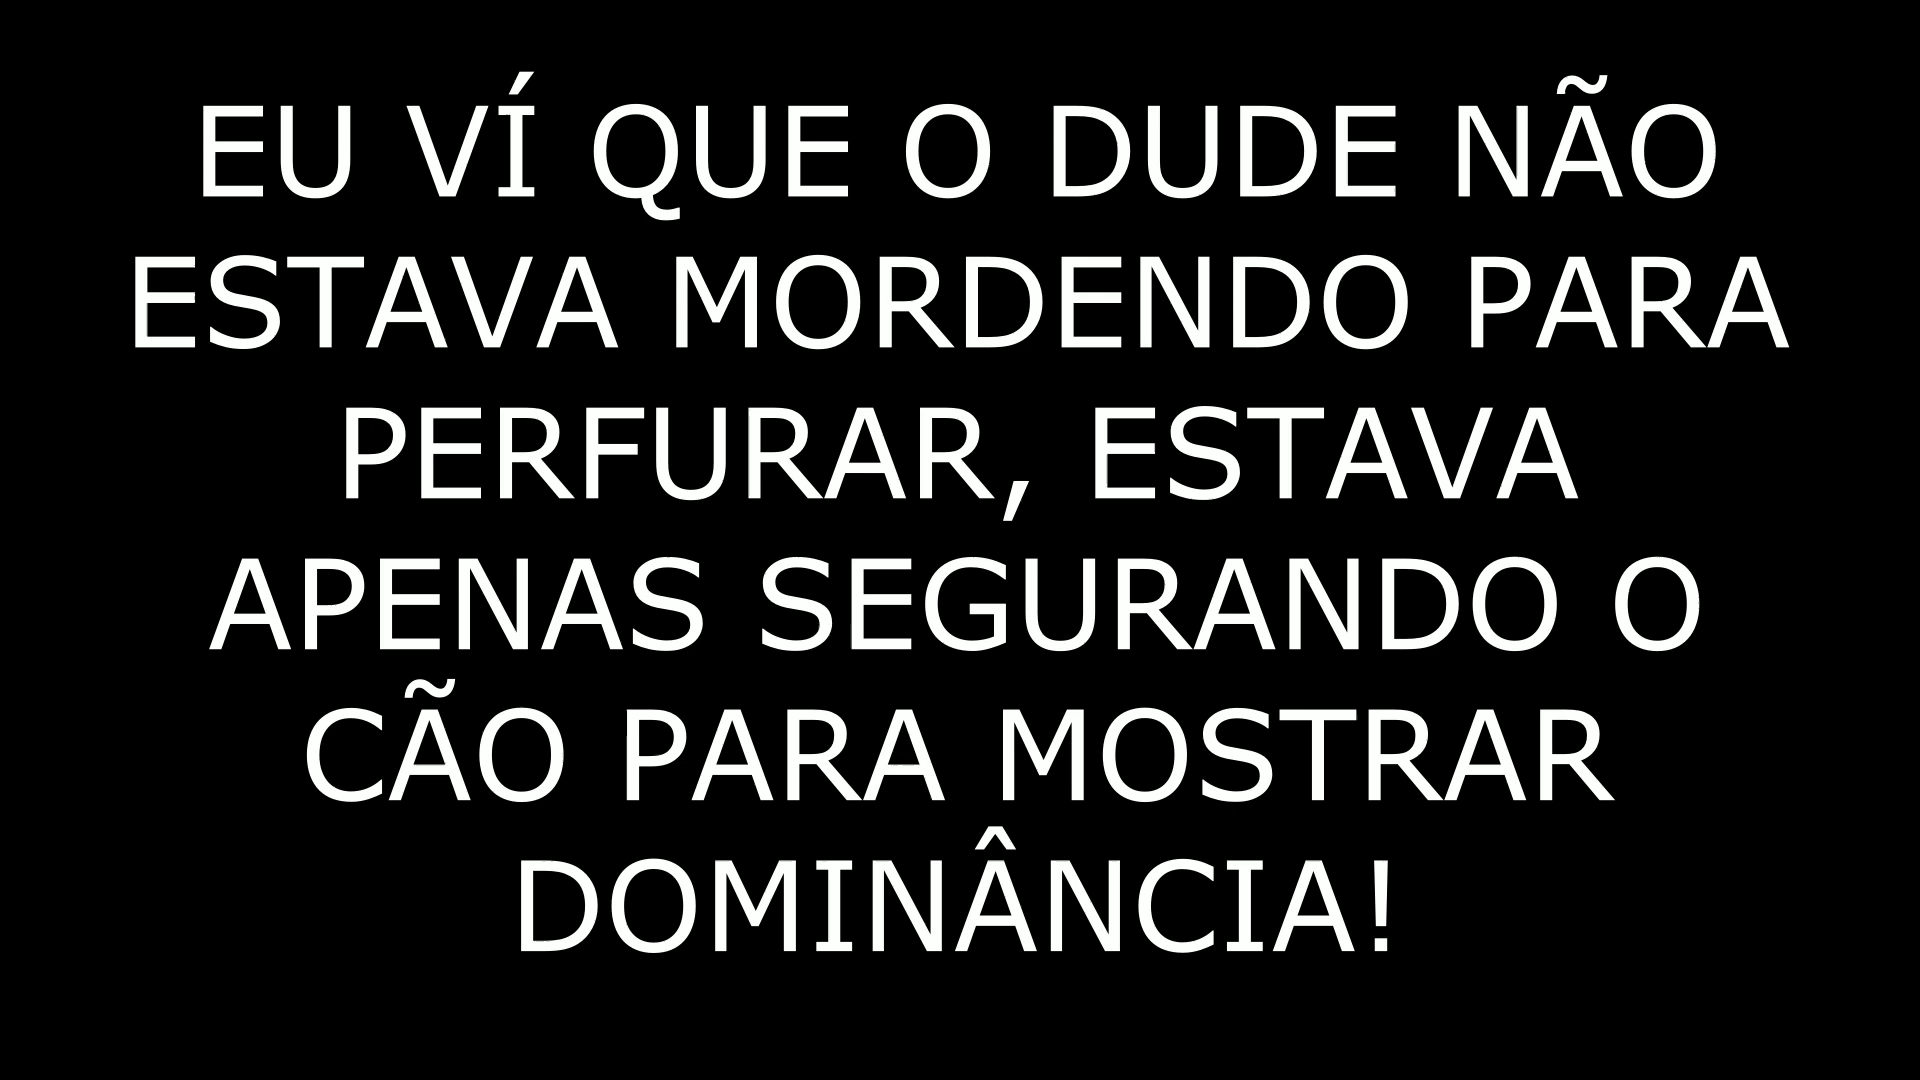 EU VÍ QUE O DUDE NÃO
ESTAVA MORDENDO PARA
PERFURAR, ESTAVA
APENAS SEGURANDO O
CÃO PARA MOSTRAR
DOMINÂNCIA!